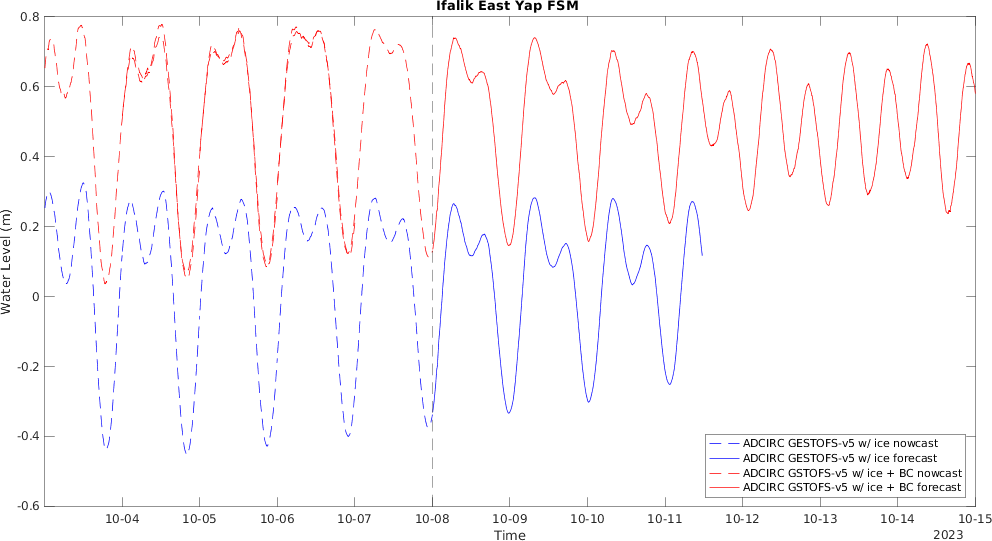 Ifalik East Yap FSM
0.8
0.6
0.4
0.2
0
-0.2
-0.4
-0.6
Water Level (m)
10-04 10-05 10-06 10-07 10-08 10-09 10-10 10-11 10-12 10-13 10-14 10-15
Time
2023
ADCIRC GESTOFS-v5 w/ ice nowcast
ADCIRC GESTOFS-v5 w/ ice forecast
ADCIRC GSTOFS-v5 w/ ice + BC nowcast
ADCIRC GSTOFS-v5 w/ ice + BC forecast